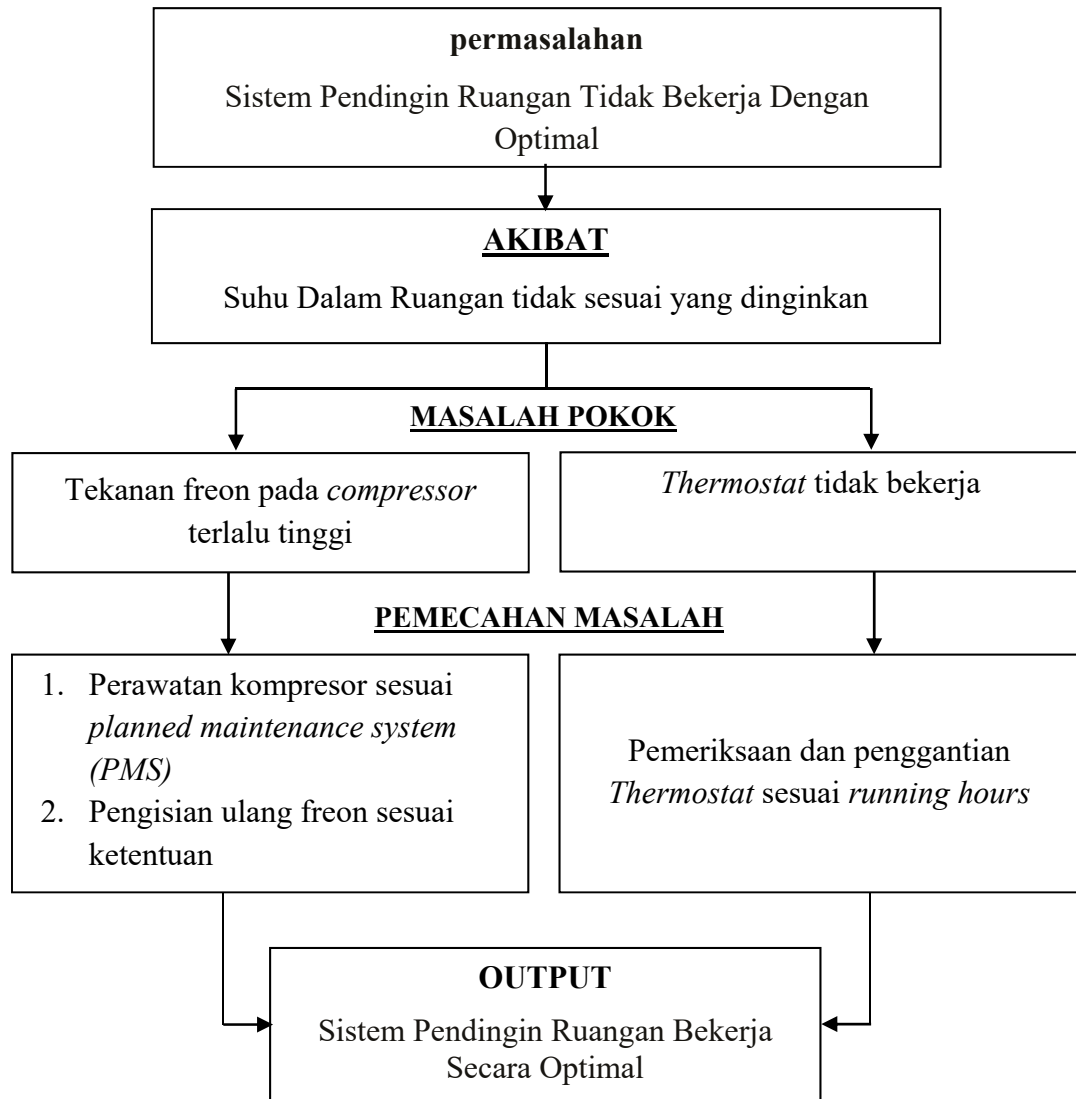 permasalahan
Sistem Pendingin Ruangan Tidak Bekerja Dengan
Optimal
AKIBAT
Suhu Dalam Ruangan tidak sesuai yang dinginkan
MASALAH POKOK
Tekanan freon pada compressor
terlalu tinggi
Thermostat tidak bekerja
PEMECAHAN MASALAH
1. Perawatan kompresor sesuai
planned maintenance system
(PMS)
2. Pengisian ulang freon sesuai
ketentuan
Pemeriksaan dan penggantian
Thermostat sesuai running hours
OUTPUT
Sistem Pendingin Ruangan Bekerja
Secara Optimal